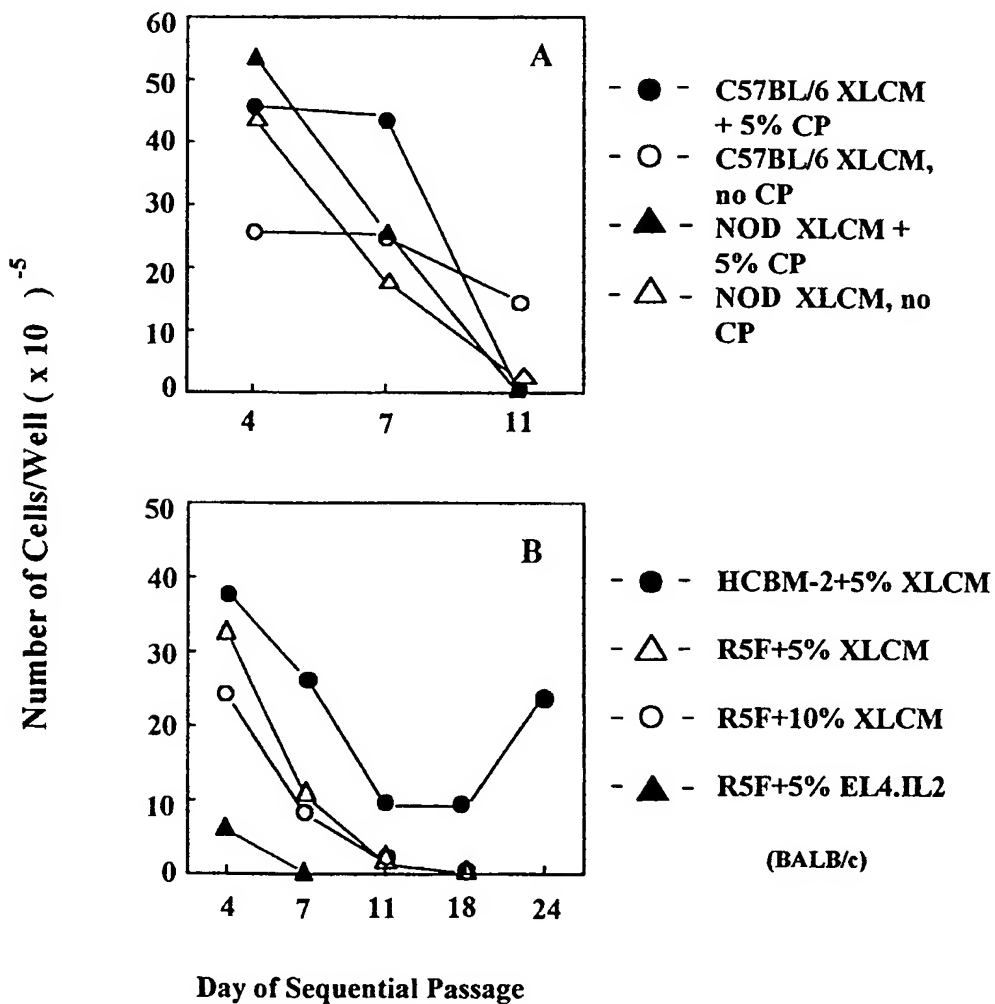 Number of Cells/Well ( x 10 ) -5
60
50
40
30
20
10
0
A
4 7 11
- ● - C57BL/6 XLCM
+ 5% CP
- ○ - C57BL/6 XLCM,
no CP
- ▲ - NOD XLCM +
5% CP
- △ - NOD XLCM, no
CP
50
40
30
20
10
0
B
4 7 11 18 24
- ● - HCBM-2+5% XLCM
- △ - R5F+5% XLCM
- ○ - R5F+10% XLCM
- ▲ - R5F+5% EL4.IL2
(BALB/c)
Day of Sequential Passage